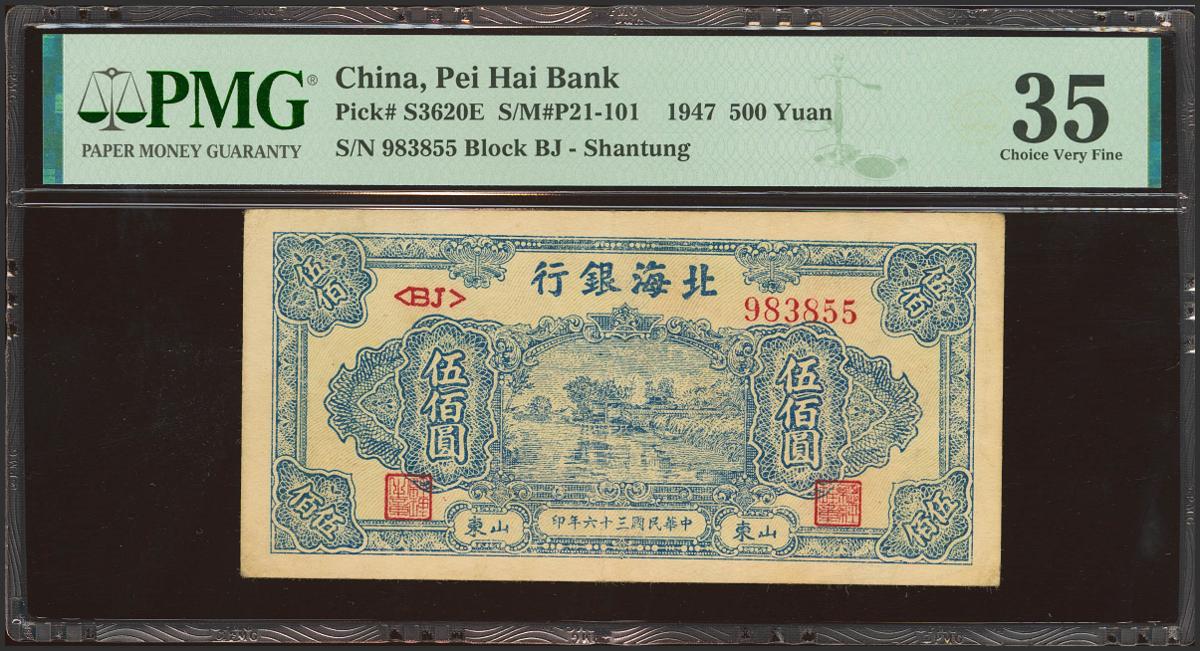 PMG®
PAPER MONEY GUARANTY
China, Pei Hai Bank
Pick# S3620E S/M#P21-101 1947 500 Yuan
S/N 983855 Block BJ - Shantung
35
Choice Very Fine
行銀海北
<BJ>
983855
伍佰
伍佰
伍佰圓
伍佰圓
佰伍
佰伍
東山
印年六十三國民華中
東山
PMG
PMG